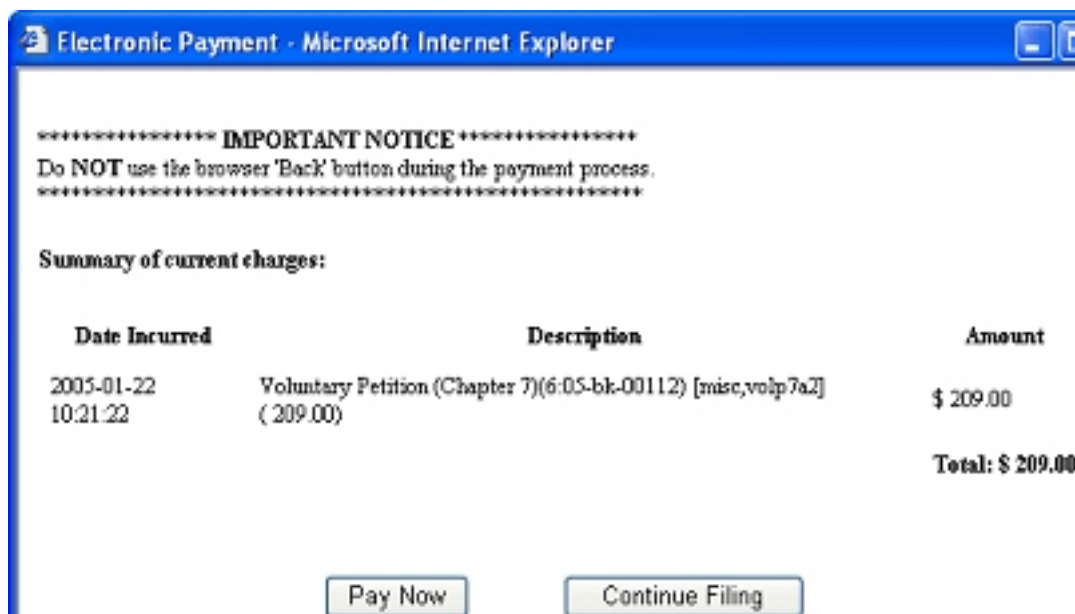 Electronic Payment - Microsoft Internet Explorer
**************** IMPORTANT NOTICE ****************
Do NOT use the browser 'Back' button during the payment process.
******************************************************
Summary of current charges:
Date Incurred Description Amount
2005-01-22 Voluntary Petition (Chapter 7)(6:05-bk-00112) [misc,volp7a2] $ 209.00
10:21:22 ( 209.00)
Total: $ 209.00
Pay Now Continue Filing